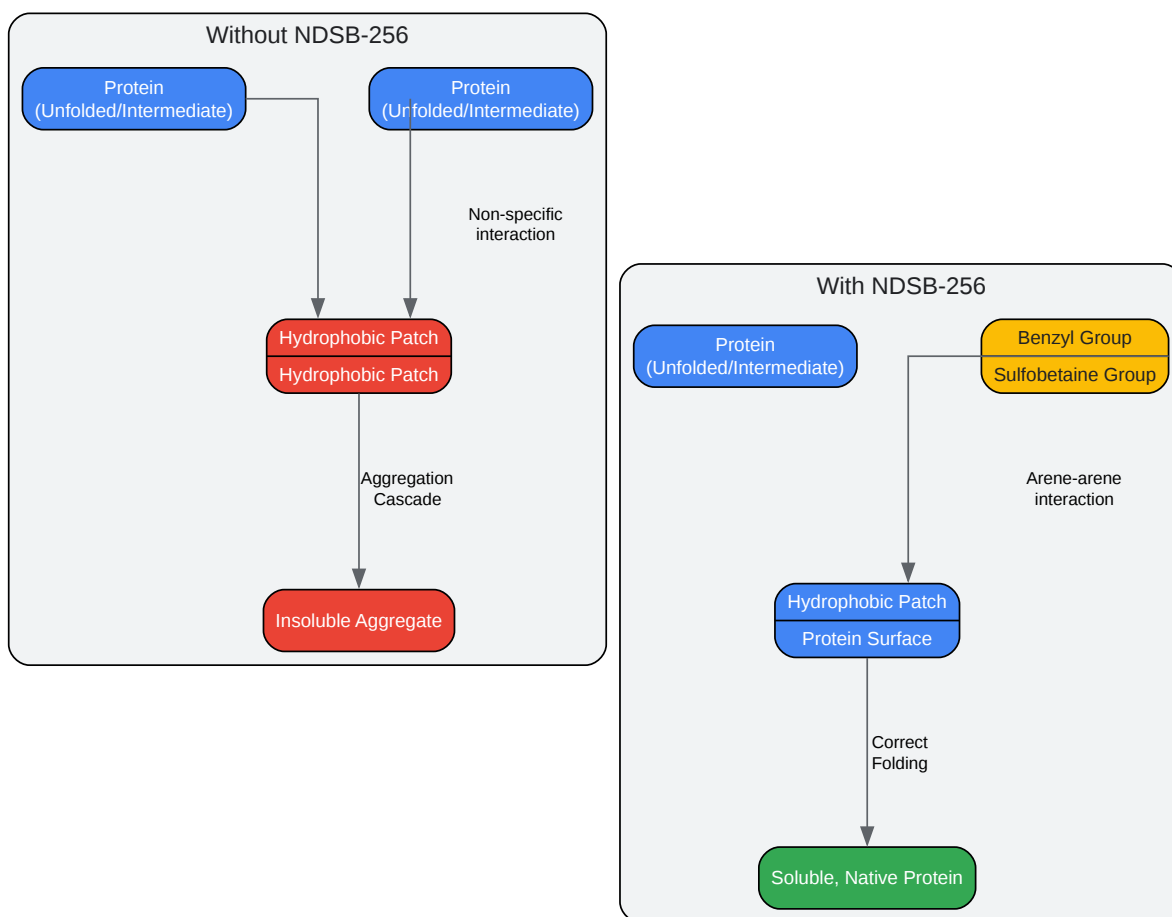 Without NDSB-256
Protein
(Unfolded/Intermediate)
Protein
(Unfolded/Intermediate)
Non-specific
interaction
Hydrophobic Patch
Hydrophobic Patch
Aggregation
Cascade
Insoluble Aggregate
With NDSB-256
Protein
(Unfolded/Intermediate)
Benzyl Group
Sulfobetaine Group
Arene-arene
interaction
Hydrophobic Patch
Protein Surface
Correct
Folding
Soluble, Native Protein